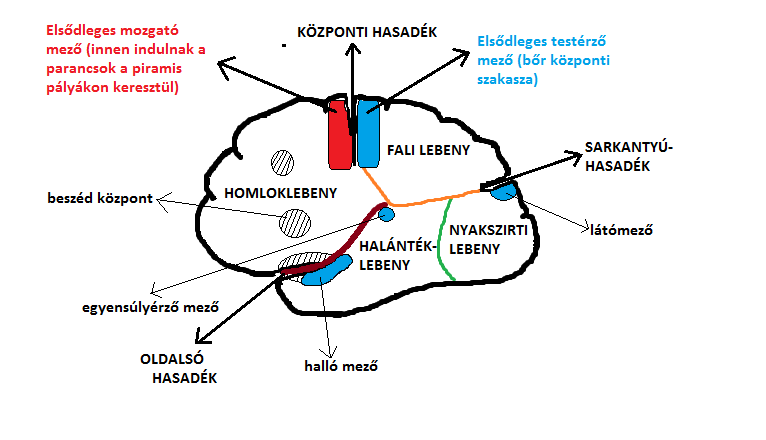 Elsődleges mozgató
mező (innen indulnak a
parancsok a piramis
pályákon keresztül)
KÖZPONTI HASADÉK
Elsődleges testérző
mező (bőr központi
szakasza)
FALI LEBENY
SARKANTYÚ-
HASADÉK
HOMLOKLEBENY
beszéd központ
NYAKSZIRTI
LEBENY
látómező
HALÁNTÉK-
LEBENY
egyensúlyérző mező
OLDALSÓ
HASADÉK
halló mező